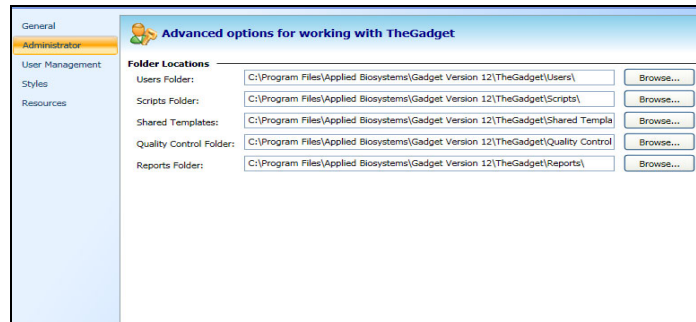 General
Administrator
User Management
Styles
Resources
Advanced options for working with TheGadget
Folder Locations
Users Folder: C:\Program Files\Applied Biosystems\Gadget Version 12\TheGadget\Users\ Browse...
Scripts Folder: C:\Program Files\Applied Biosystems\Gadget Version 12\TheGadget\Scripts\ Browse...
Shared Templates: C:\Program Files\Applied Biosystems\Gadget Version 12\TheGadget\Shared Templa Browse...
Quality Control Folder: C:\Program Files\Applied Biosystems\Gadget Version 12\TheGadget\Quality Control Browse...
Reports Folder: C:\Program Files\Applied Biosystems\Gadget Version 12\TheGadget\Reports\ Browse...